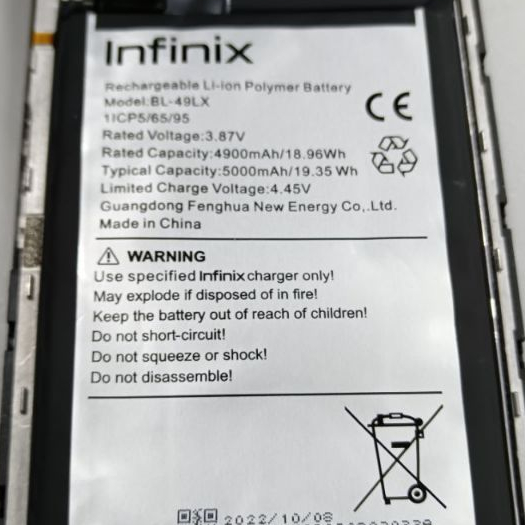 Infinix
Rechargeable Li-ion Polymer Battery
Model:BL-49LX
1ICP5/65/95
Rated Voltage:3.87V
Rated Capacity:4900mAh/18.96Wh
Typical Capacity:5000mAh/19.35 Wh
Limited Charge Voltage:4.45V
Guangdong Fenghua New Energy Co,.Ltd.
Made in China
CE
WARNING
Use specified Infinix charger only!
May explode if disposed of in fire!
Keep the battery out of reach of children!
Do not short-circuit!
Do not squeeze or shock!
Do not disassemble!
2022/10/08